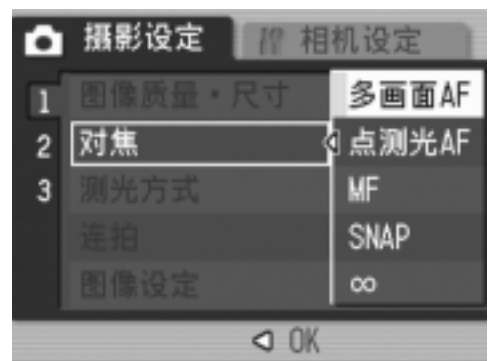 摄影设定 相机设定
1 图像质量・尺寸 多画面AF
2 对焦 点测光AF
3 测光方式 MF
连拍 SNAP
图像设定 ∞
OK